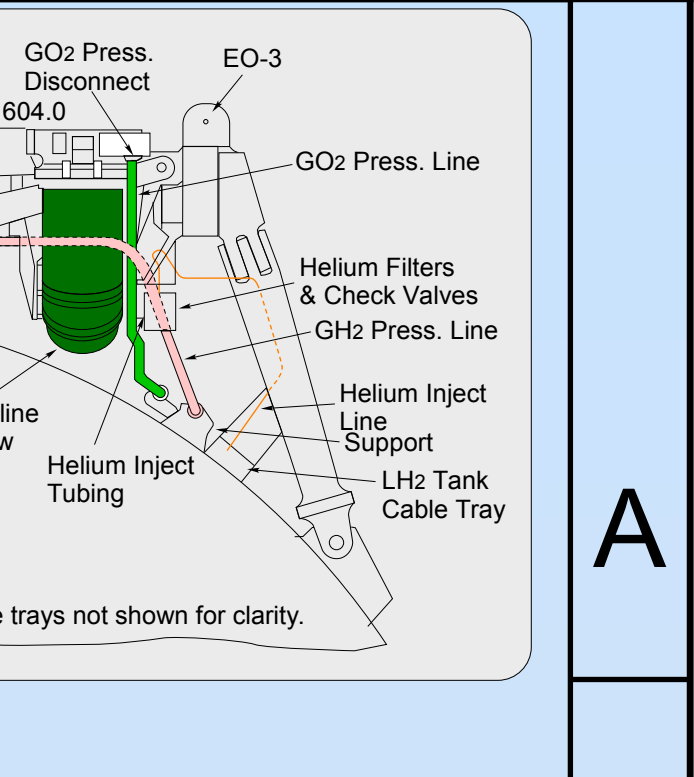 GO2 Press.
Disconnect
EO-3
604.0
GO2 Press. Line
Helium Filters
& Check Valves
GH2 Press. Line
Helium Inject
Line
Support
line
w
Helium Inject
Tubing
LH2 Tank
Cable Tray
A
e trays not shown for clarity.